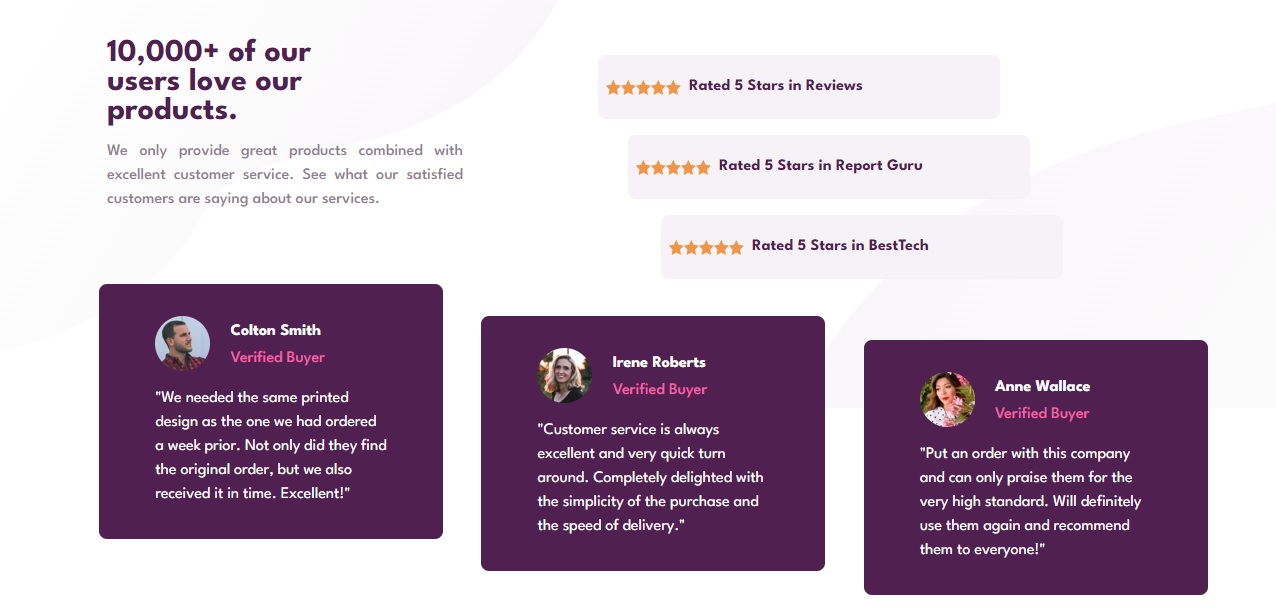 10,000+ of our
users love our
products.
We only provide great products combined with
excellent customer service. See what our satisfied
customers are saying about our services.
Rated 5 Stars in Reviews
Rated 5 Stars in Report Guru
Rated 5 Stars in BestTech
Colton Smith
Verified Buyer
"We needed the same printed
design as the one we had ordered
a week prior. Not only did they find
the original order, but we also
received it in time. Excellent!"
Irene Roberts
Verified Buyer
"Customer service is always
excellent and very quick turn
around. Completely delighted with
the simplicity of the purchase and
the speed of delivery."
Anne Wallace
Verified Buyer
"Put an order with this company
and can only praise them for the
very high standard. Will definitely
use them again and recommend
them to everyone!"